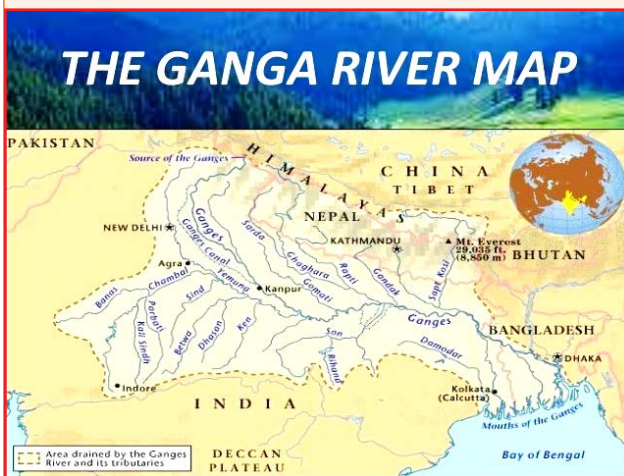 THE GANGA RIVER MAP
PAKISTAN
Source of the Ganges
HIMALAYAS
CHINA
TIBET
NEPAL
NEW DELHI
Ganges
Ganges Canal
Sarda
KATHMANDU
Mt. Everest
29,035 ft.
(8,850 m)
BHUTAN
Agra
Yemuna
Kanpur
Ghaghara
Gomati
Rapti
Gandak
Sapt Kosi
Banas
Chambal
Sind
Parbati
Kali Sindh
Betwa
Dhasan
Ken
Son
Rihand
Ganges
BANGLADESH
DHAKA
Damodar
Indore
Kolkata
(Calcutta)
Mouths of the Ganges
INDIA
Area drained by the Ganges
River and its tributaries
DECCAN
PLATEAU
Bay of Bengal